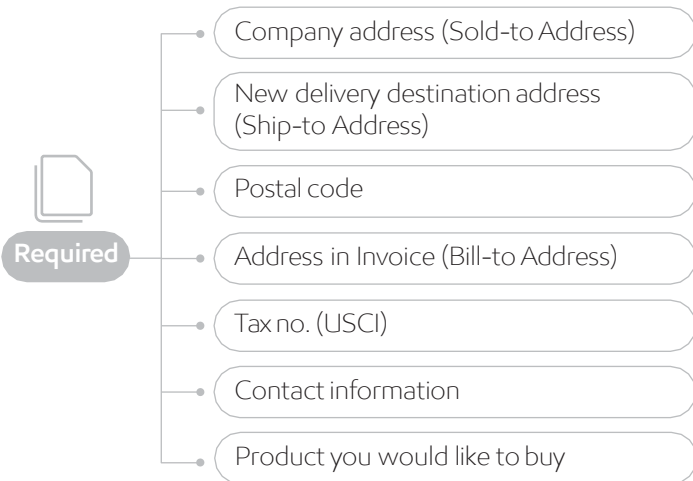 Company address (Sold-to Address)
New delivery destination address
(Ship-to Address)
Postal code
Required
Address in Invoice (Bill-to Address)
Tax no. (USCI)
Contact information
Product you would like to buy